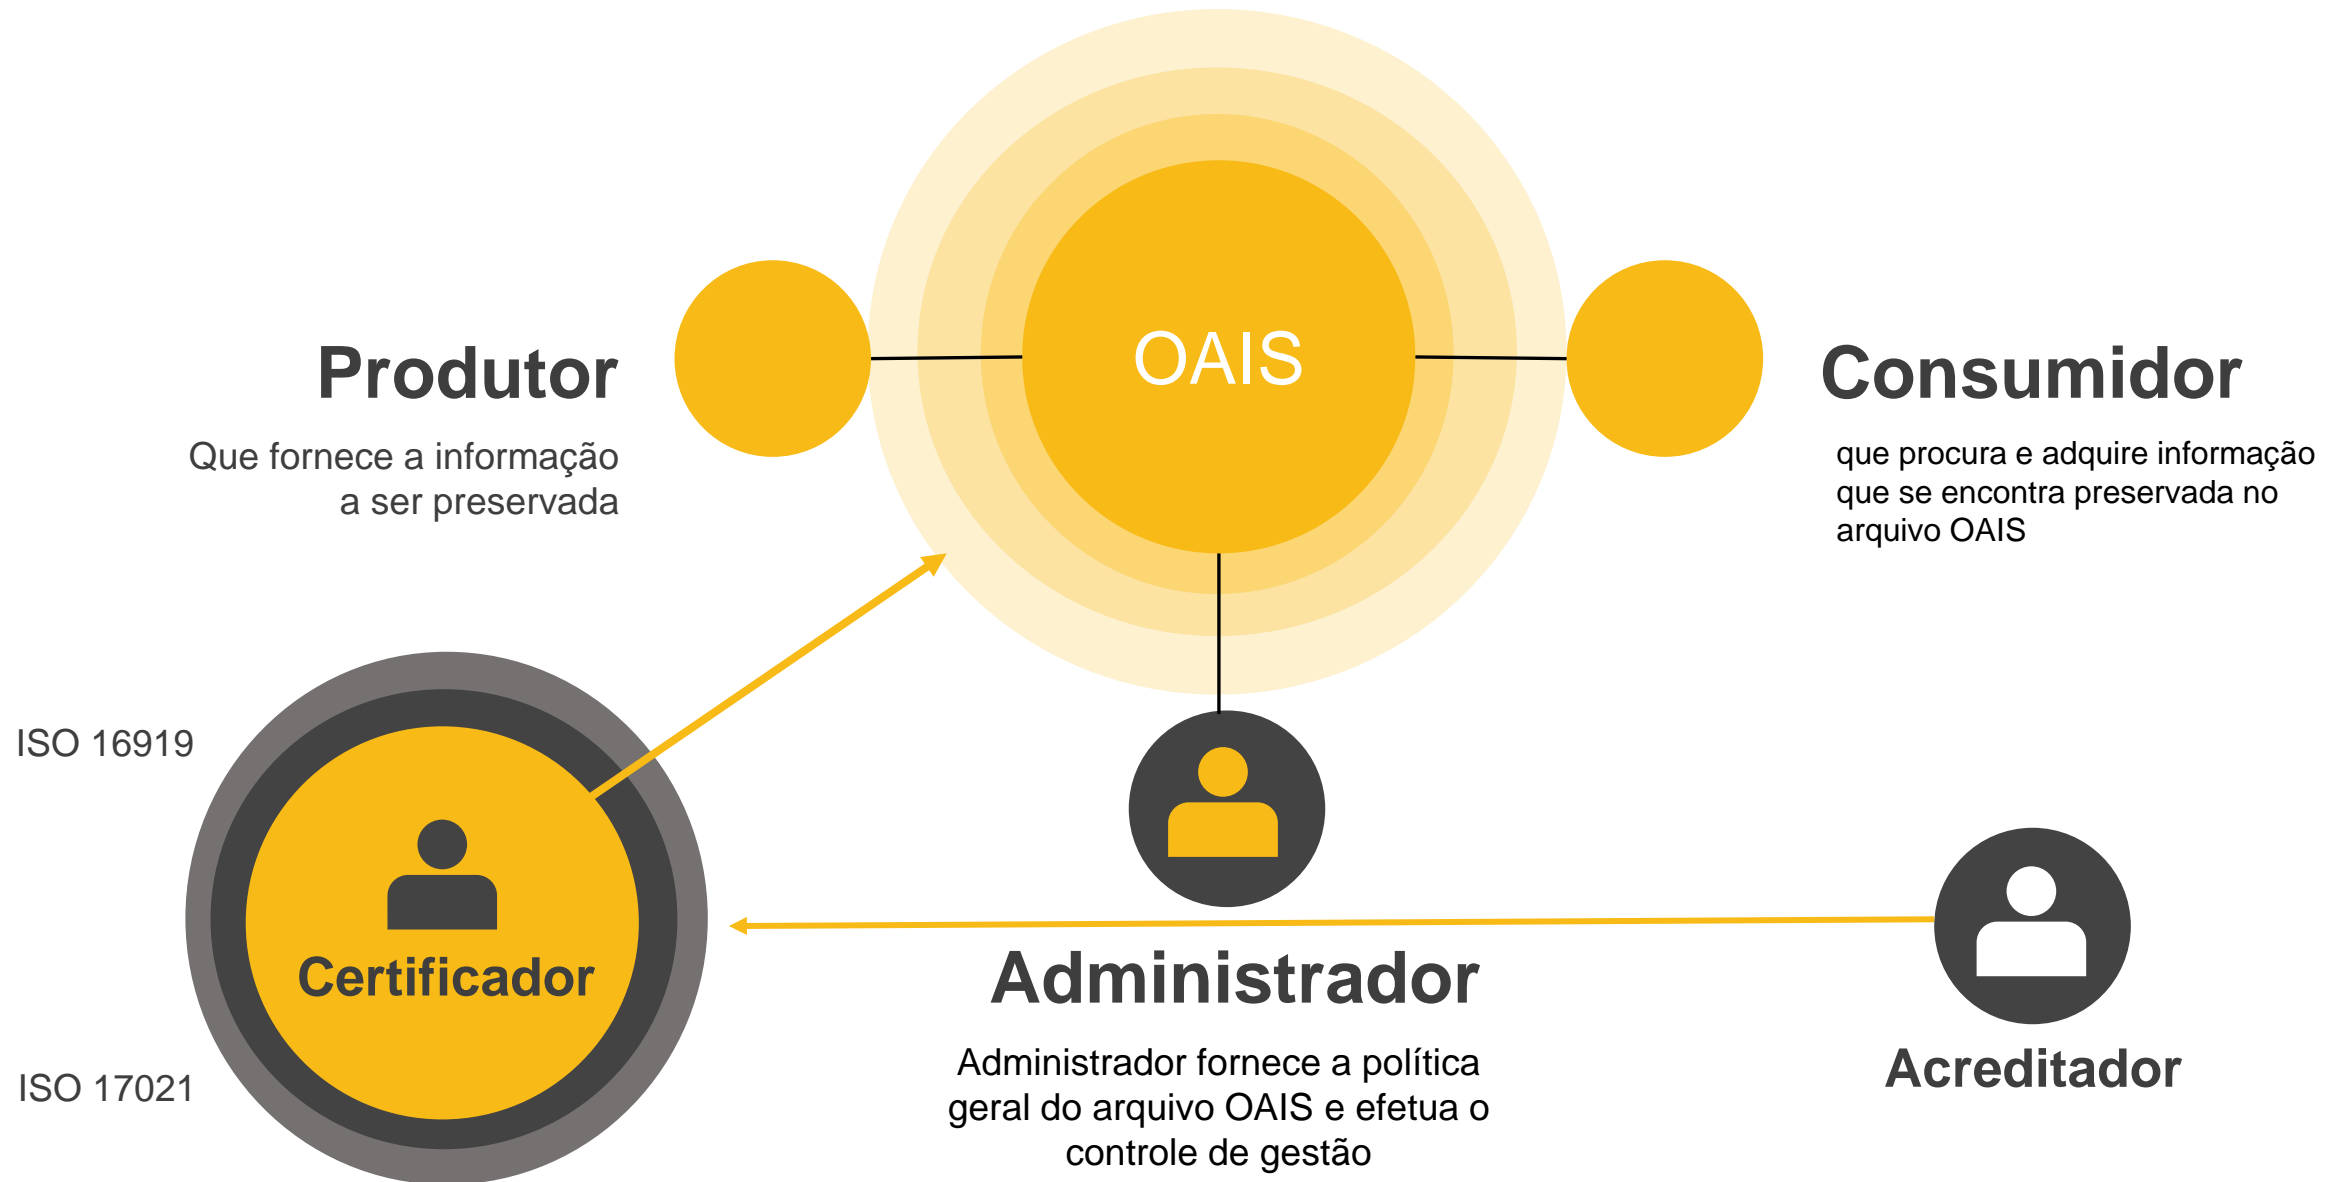 OAIS
Produtor
Que fornece a informação
a ser preservada
Consumidor
que procura e adquire informação
que se encontra preservada no
arquivo OAIS
ISO 16919
Certificador
ISO 17021
Administrador
Administrador fornece a política
geral do arquivo OAIS e efetua o
controle de gestão
Acreditador